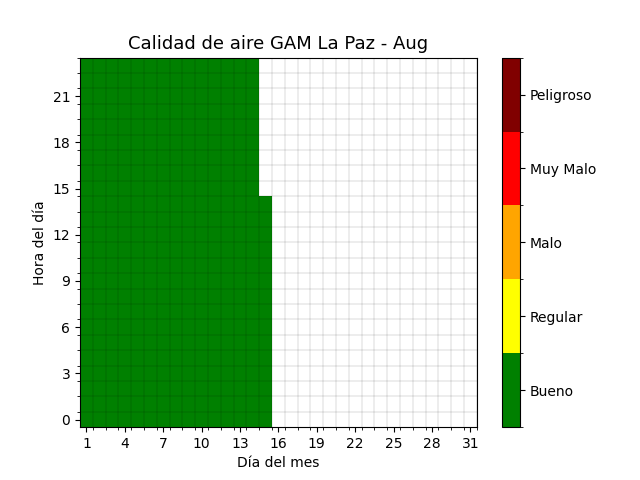 Calidad de aire GAM La Paz - Aug
Hora del día
21
18
15
12
9
6
3
0
1 4 7 10 13 16 19 22 25 28 31
Día del mes
Peligroso
Muy Malo
Malo
Regular
Bueno